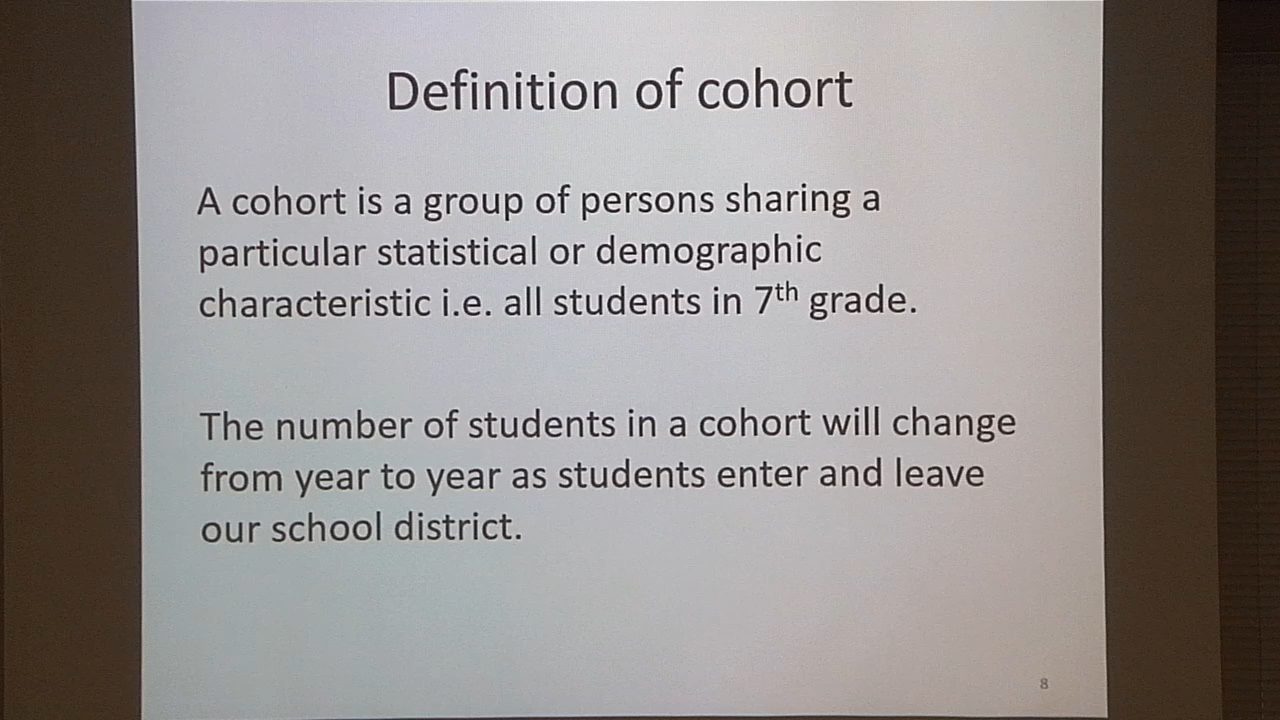 Definition of cohort
A cohort is a group of persons sharing a
particular statistical or demographic
characteristic i.e. all students in 7th grade.
The number of students in a cohort will change
from year to year as students enter and leave
our school district.
8